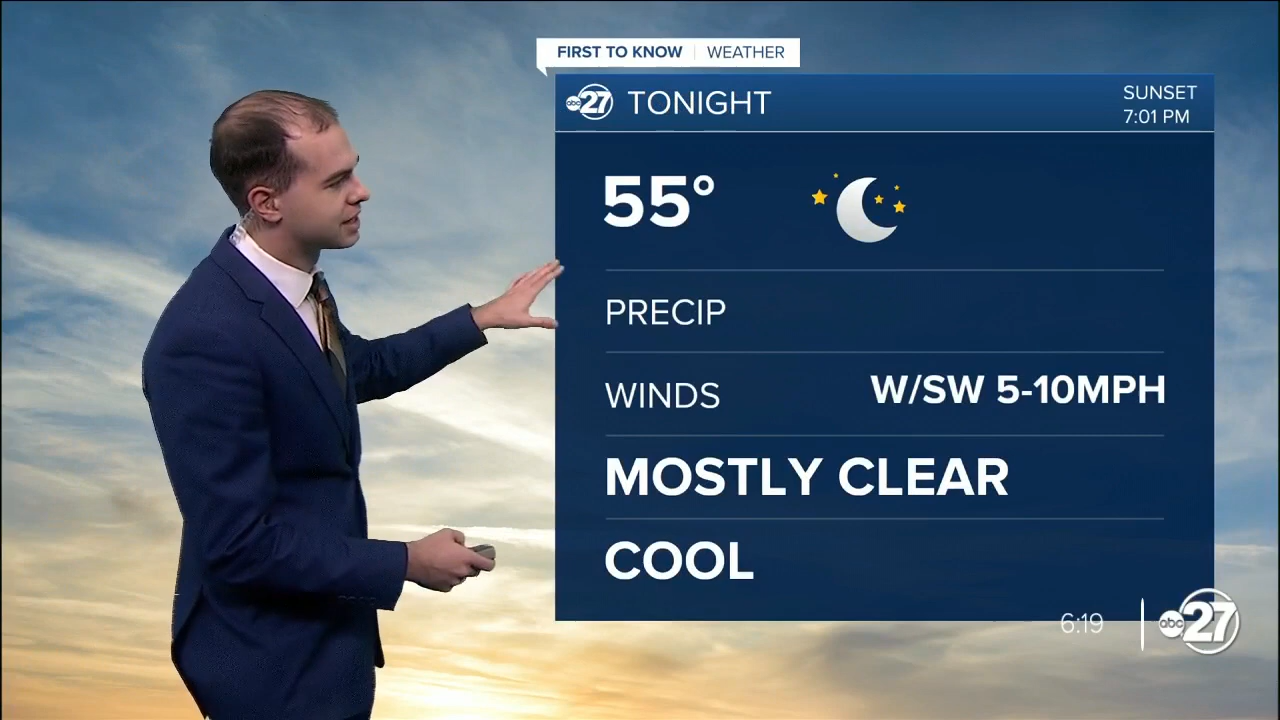 FIRST TO KNOW | WEATHER
abc 27 TONIGHT
SUNSET
7:01 PM
55°
PRECIP
WINDS W/SW 5-10MPH
MOSTLY CLEAR
COOL
6:19 | abc 27